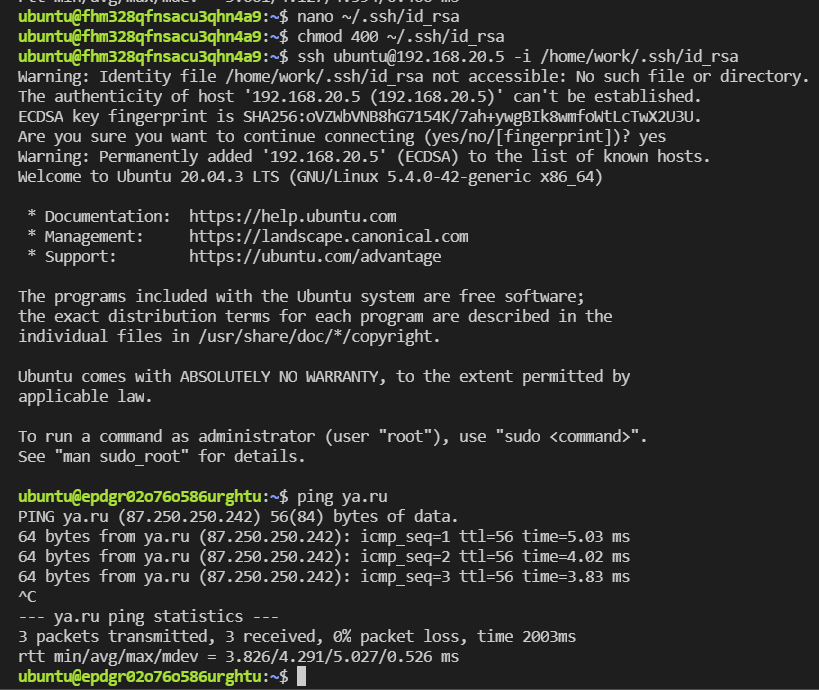 ubuntu@fhm328qfnsacu3qhn4a9:~$ nano ~/.ssh/id_rsa
ubuntu@fhm328qfnsacu3qhn4a9:~$ chmod 400 ~/.ssh/id_rsa
ubuntu@fhm328qfnsacu3qhn4a9:~$ ssh ubuntu@192.168.20.5 -i /home/work/.ssh/id_rsa
Warning: Identity file /home/work/.ssh/id_rsa not accessible: No such file or directory.
The authenticity of host '192.168.20.5 (192.168.20.5)' can't be established.
ECDSA key fingerprint is SHA256:oVZWbVNB8hG7154K/7ah+ywgBIk8wmfoWtLcTwX2U3U.
Are you sure you want to continue connecting (yes/no/[fingerprint])? yes
Warning: Permanently added '192.168.20.5' (ECDSA) to the list of known hosts.
Welcome to Ubuntu 20.04.3 LTS (GNU/Linux 5.4.0-42-generic x86_64)

 * Documentation:  https://help.ubuntu.com
 * Management:     https://landscape.canonical.com
 * Support:        https://ubuntu.com/advantage

The programs included with the Ubuntu system are free software;
the exact distribution terms for each program are described in the
individual files in /usr/share/doc/*/copyright.

Ubuntu comes with ABSOLUTELY NO WARRANTY, to the extent permitted by
applicable law.

To run a command as administrator (user "root"), use "sudo <command>".
See "man sudo_root" for details.

ubuntu@epdgr02o76o586urghtu:~$ ping ya.ru
PING ya.ru (87.250.250.242) 56(84) bytes of data.
64 bytes from ya.ru (87.250.250.242): icmp_seq=1 ttl=56 time=5.03 ms
64 bytes from ya.ru (87.250.250.242): icmp_seq=2 ttl=56 time=4.02 ms
64 bytes from ya.ru (87.250.250.242): icmp_seq=3 ttl=56 time=3.83 ms
^C
--- ya.ru ping statistics ---
3 packets transmitted, 3 received, 0% packet loss, time 2003ms
rtt min/avg/max/mdev = 3.826/4.291/5.027/0.526 ms
ubuntu@epdgr02o76o586urghtu:~$